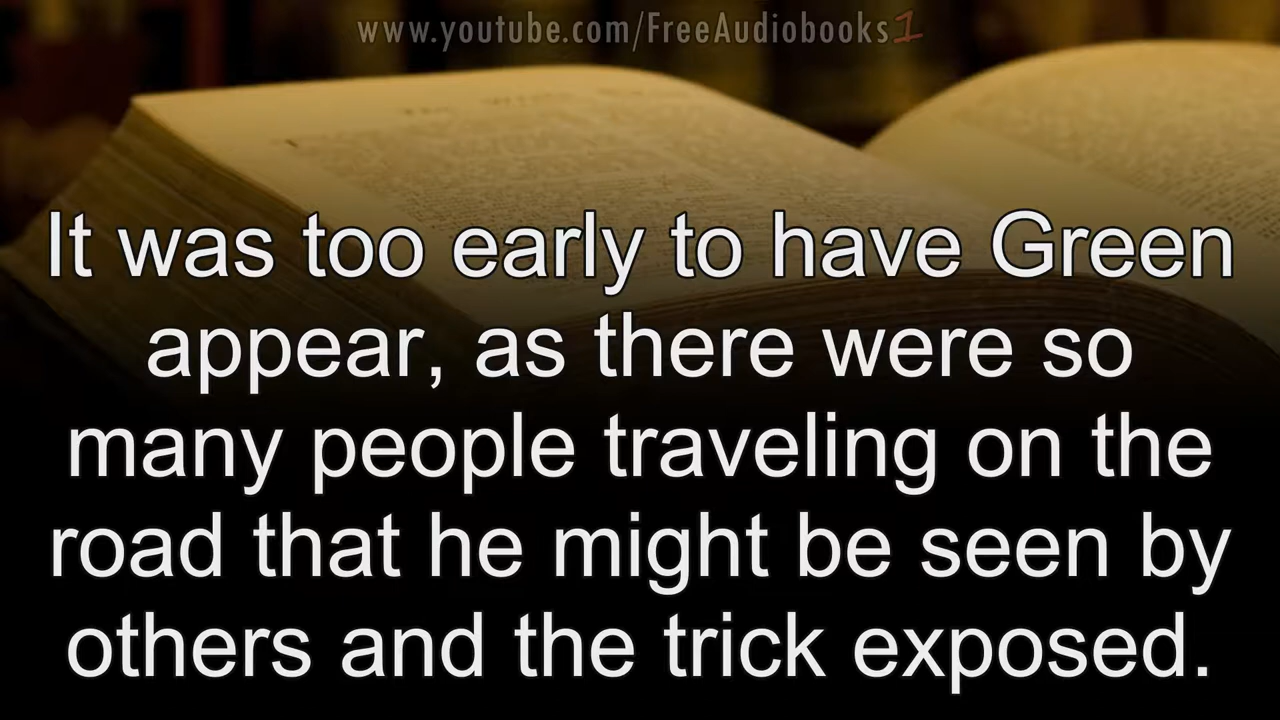 www.youtube.com/FreeAudiobooks1
It was too early to have Green
appear, as there were so
many people traveling on the
road that he might be seen by
others and the trick exposed.